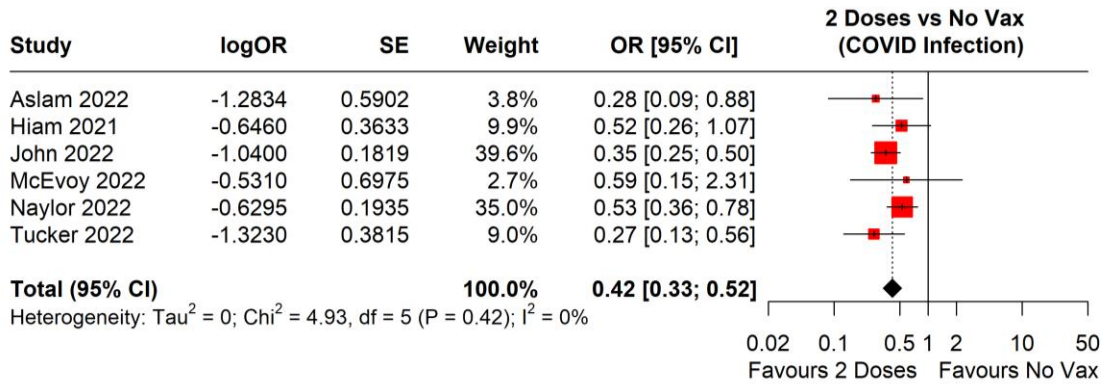 2 Doses vs No Vax
Study logOR SE Weight OR [95% CI] (COVID Infection)
Aslam 2022 -1.2834 0.5902 3.8% 0.28 [0.09; 0.88]
Hiam 2021 -0.6460 0.3633 9.9% 0.52 [0.26; 1.07]
John 2022 -1.0400 0.1819 39.6% 0.35 [0.25; 0.50]
McEvoy 2022 -0.5310 0.6975 2.7% 0.59 [0.15; 2.31]
Naylor 2022 -0.6295 0.1935 35.0% 0.53 [0.36; 0.78]
Tucker 2022 -1.3230 0.3815 9.0% 0.27 [0.13; 0.56]
Total (95% CI) 100.0% 0.42 [0.33; 0.52]
Heterogeneity: Tau² = 0; Chi² = 4.93, df = 5 (P = 0.42); I² = 0%
0.02 0.1 0.5 1 2 10 50
Favours 2 Doses Favours No Vax